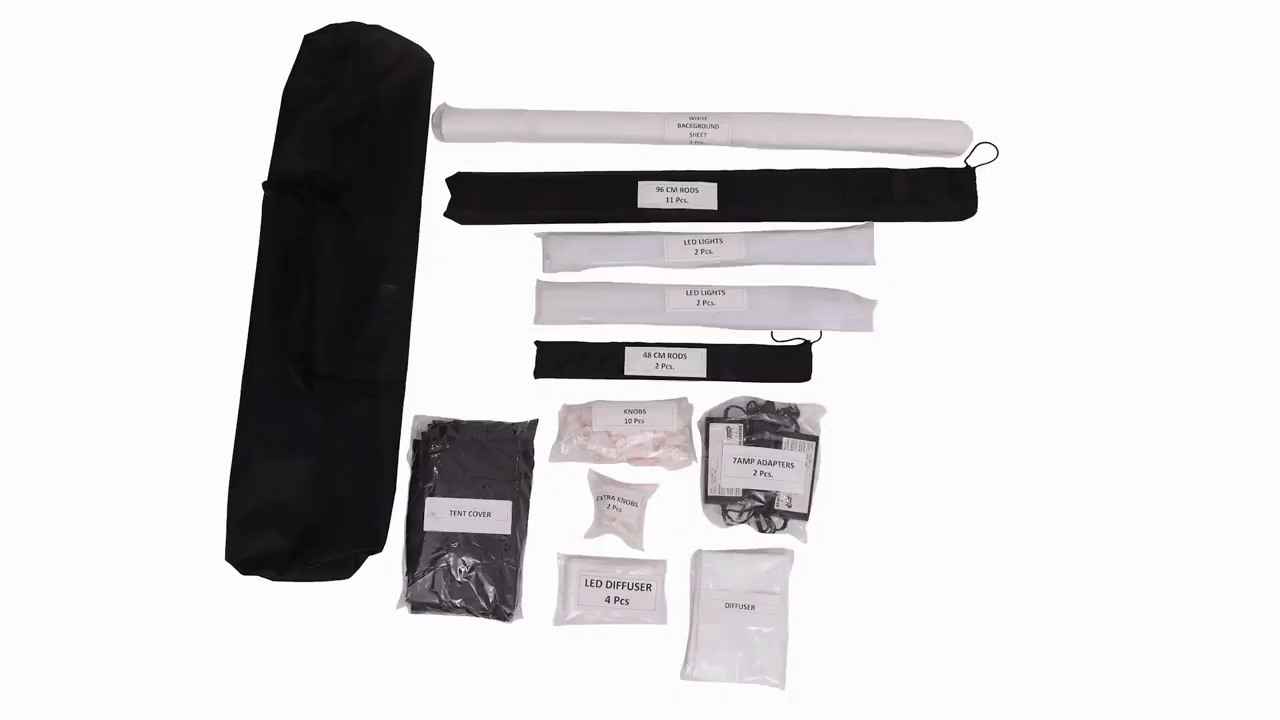 WHITE
BACKGROUND
SHEET
1 Pc.
96 CM RODS
11 Pcs.
LED LIGHTS
2 Pcs.
LED LIGHTS
2 Pcs.
48 CM RODS
2 Pcs.
KNOBS
10 Pcs
7AMP ADAPTERS
2 Pcs.
EXTRA KNOBS
2 Pcs
TENT COVER
LED DIFFUSER
4 Pcs
DIFFUSER